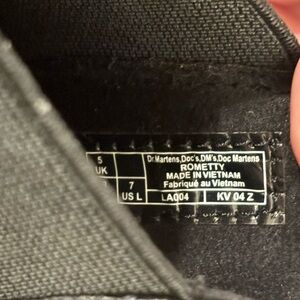 5
UK
7
US L
Dr.Martens,Doc's,DM's,Doc Martens
ROMETTY
MADE IN VIETNAM
Fabriqué au Vietnam
LA004
KV 04 Z